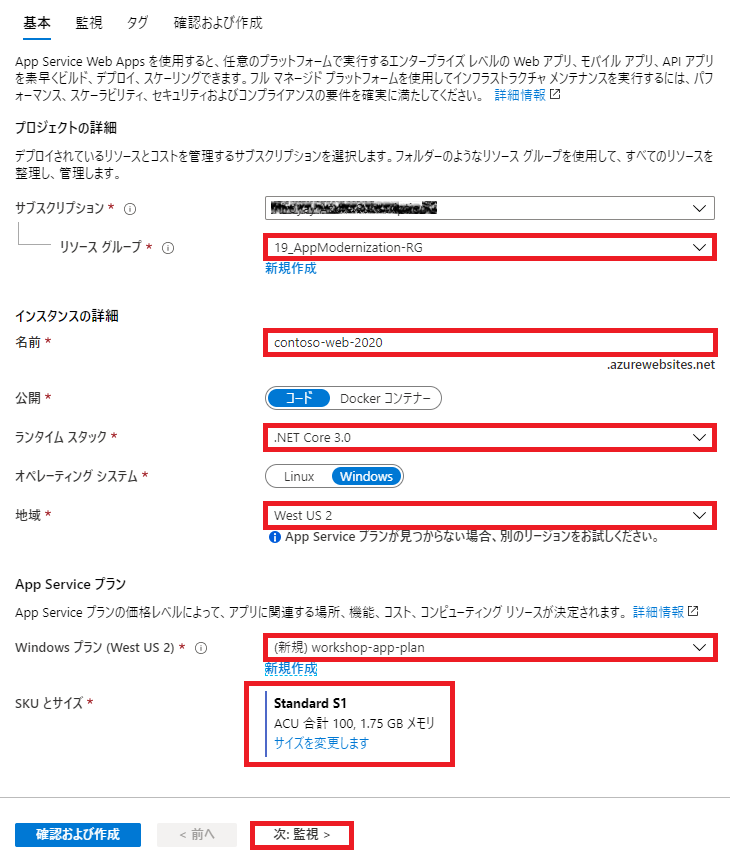 基本 監視 タグ 確認および作成
App Service Web Apps を使用すると、任意のプラットフォームで実行するエンタープライズ レベルの Web アプリ、モバイル アプリ、API アプリ
を素早くビルド、デプロイ、スケーリングできます。フル マネージド プラットフォームを使用してインフラストラクチャ メンテナンスを実行するには、パフ
ォーマンス、スケーラビリティ、セキュリティおよびコンプライアンスの要件を確実に満たしてください。 詳細情報
プロジェクトの詳細
デプロイされているリソースとコストを管理するサブスクリプションを選択します。フォルダーのようなリソース グループを使用して、すべてのリソースを
整理し、管理します。
サブスクリプション *
リソース グループ * 19_AppModernization-RG
新規作成
インスタンスの詳細
名前 * contoso-web-2020
.azurewebsites.net
公開 * コード Docker コンテナー
ランタイム スタック * .NET Core 3.0
オペレーティング システム * Linux Windows
地域 * West US 2
App Service プランが見つからない場合、別のリージョンをお試しください。
App Service プラン
App Service プランの価格レベルによって、アプリに関連する場所、機能、コスト、コンピューティング リソースが決定されます。 詳細情報
Windows プラン (West US 2) * (新規) workshop-app-plan
新規作成
SKU とサイズ * Standard S1
ACU 合計 100, 1.75 GB メモリ
サイズを変更します
確認および作成 < 前へ 次: 監視 >